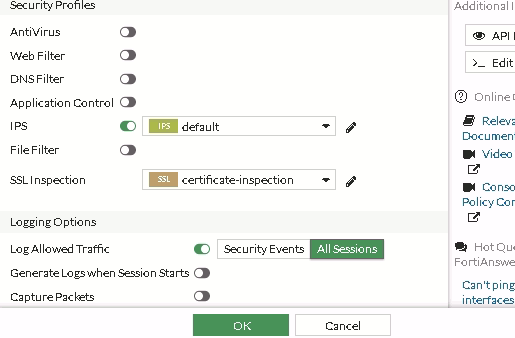 Security Profiles
AntiVirus
Web Filter
DNS Filter
Application Control
IPS IPS default
File Filter
SSL Inspection SSL certificate-inspection
Logging Options
Log Allowed Traffic Security Events All Sessions
Generate Logs when Session Starts
Capture Packets
OK Cancel
Additional I
API
>_ Edit
Online
Releva
Document
Video
Conso
Policy Con
Hot Que
FortiAnswe
Can't ping
interfaces